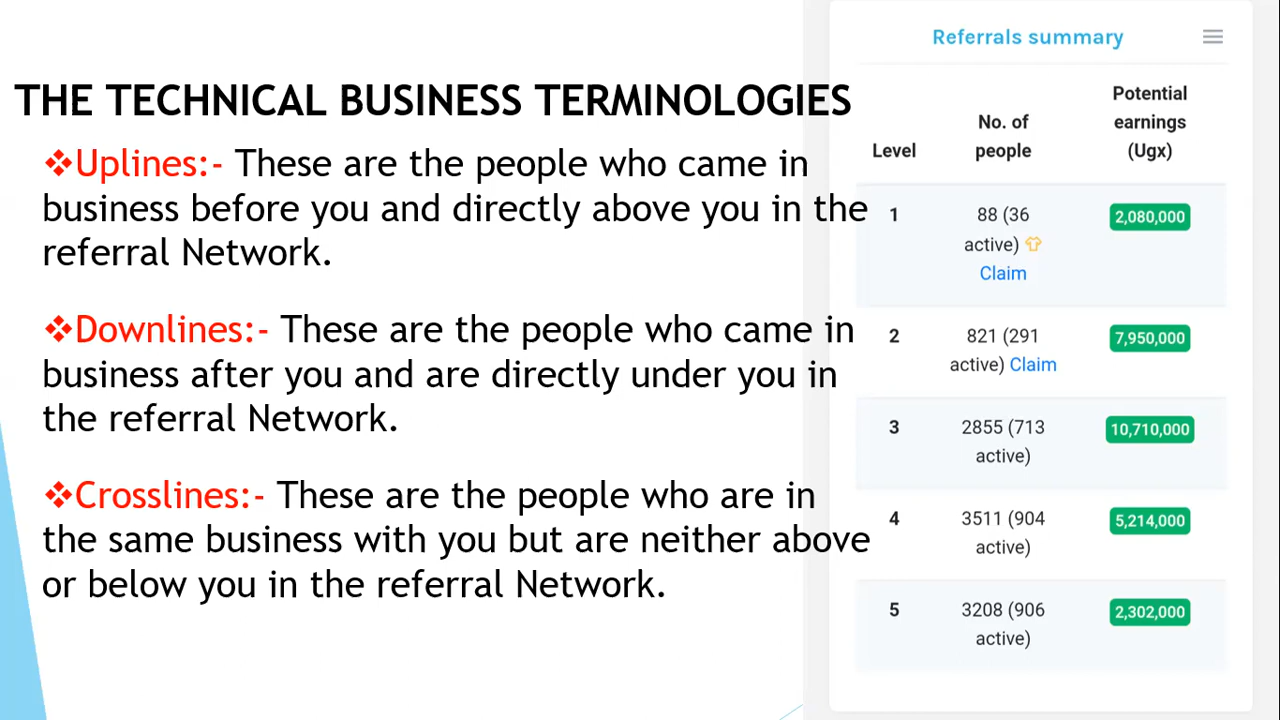 THE TECHNICAL BUSINESS TERMINOLOGIES
❖Uplines:- These are the people who came in
business before you and directly above you in the
referral Network.
❖Downlines:- These are the people who came in
business after you and are directly under you in
the referral Network.
❖Crosslines:- These are the people who are in
the same business with you but are neither above
or below you in the referral Network.
Referrals summary
Level No. of people Potential earnings (Ugx)
1 88 (36 active) Claim 2,080,000
2 821 (291 active) Claim 7,950,000
3 2855 (713 active) 10,710,000
4 3511 (904 active) 5,214,000
5 3208 (906 active) 2,302,000